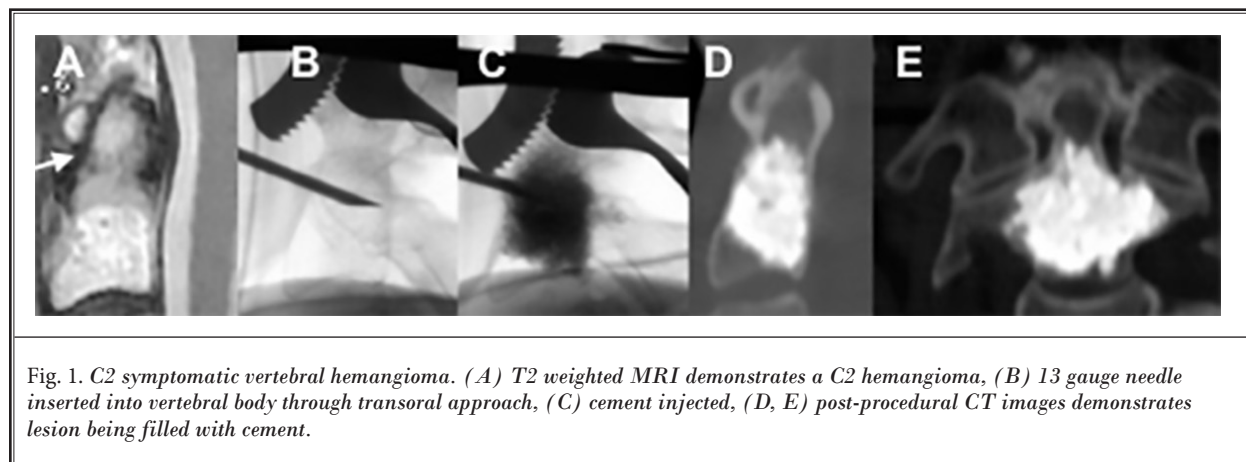 A B C D E
Fig. 1. C2 symptomatic vertebral hemangioma. (A) T2 weighted MRI demonstrates a C2 hemangioma, (B) 13 gauge needle
inserted into vertebral body through transoral approach, (C) cement injected, (D, E) post-procedural CT images demonstrates
lesion being filled with cement.